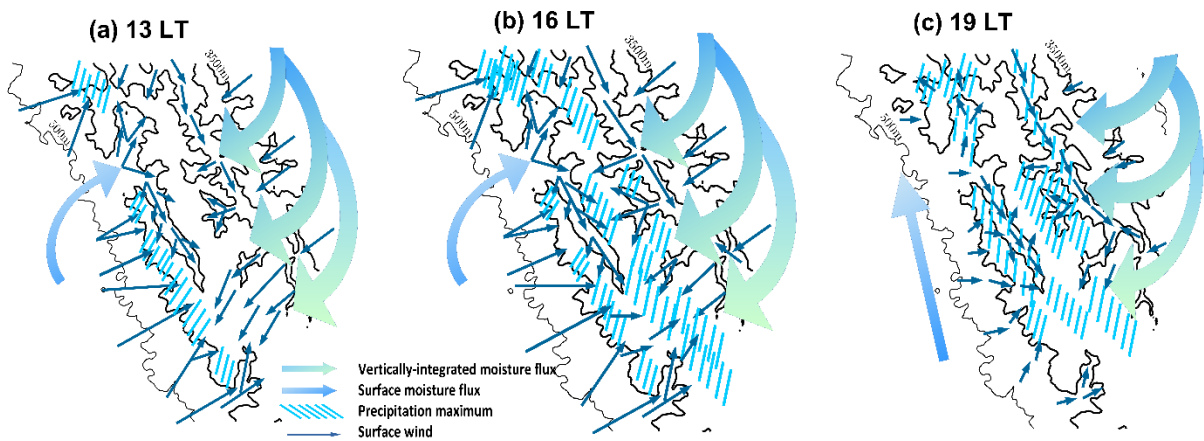 (a) 13 LT
(b) 16 LT
(c) 19 LT
3500m
500m
3500m
500m
3500m
500m
Vertically-integrated moisture flux
Surface moisture flux
Precipitation maximum
Surface wind